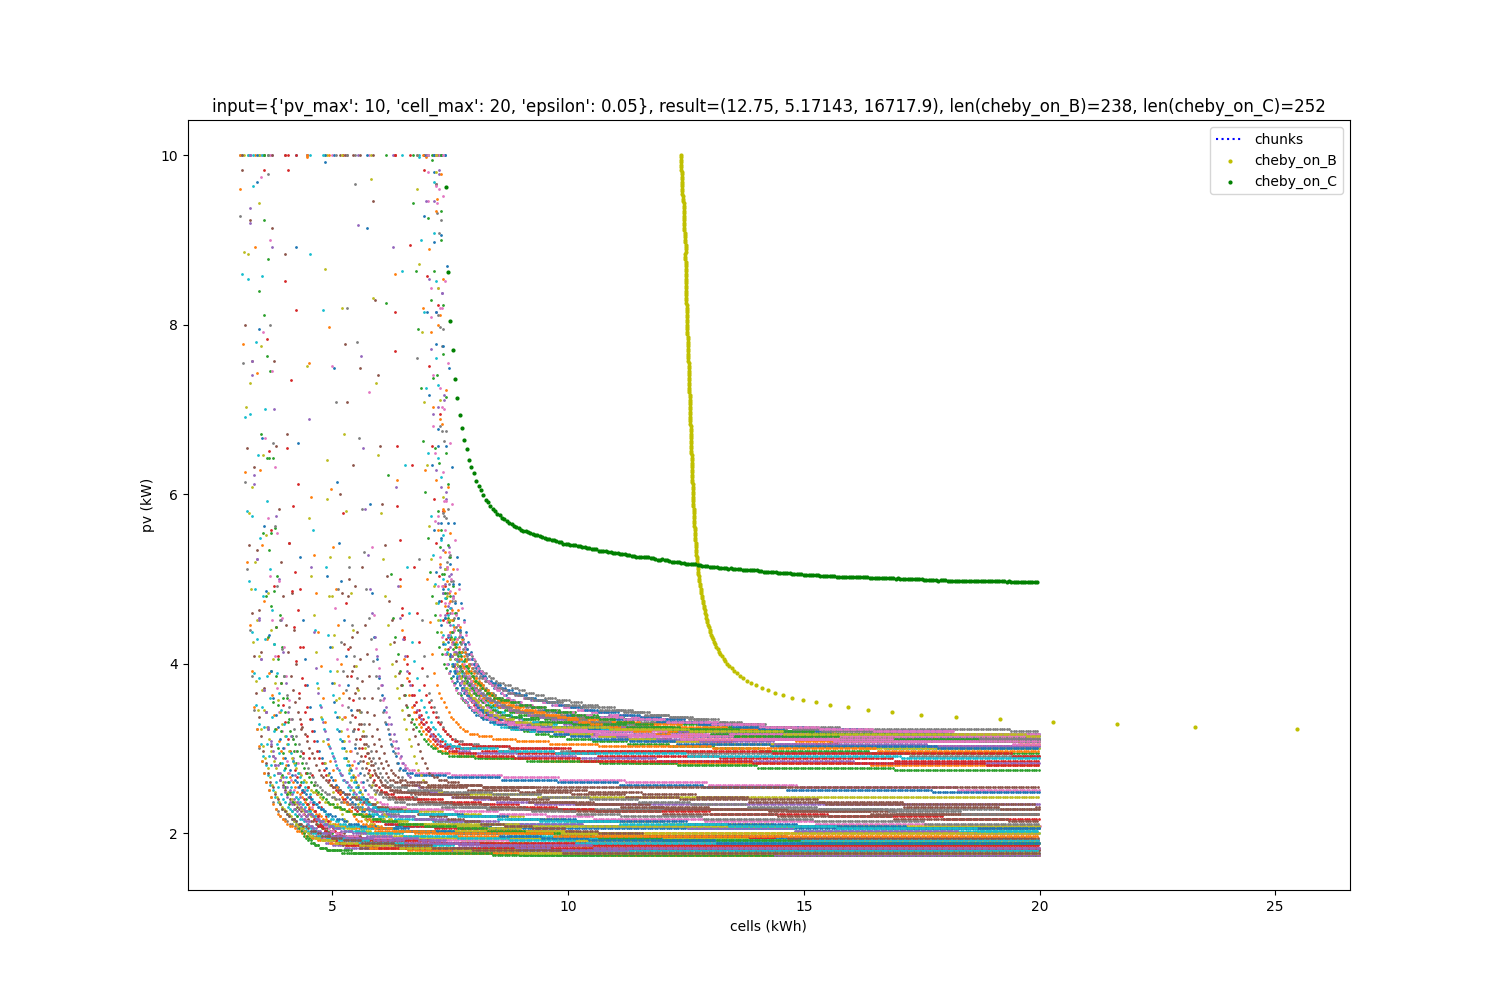 input={'pv_max': 10, 'cell_max': 20, 'epsilon': 0.05}, result=(12.75, 5.17143, 16717.9), len(cheby_on_B)=238, len(cheby_on_C)=252
chunks
cheby_on_B
cheby_on_C
10
8
6
4
2
pv (kW)
5
10
15
20
25
cells (kWh)